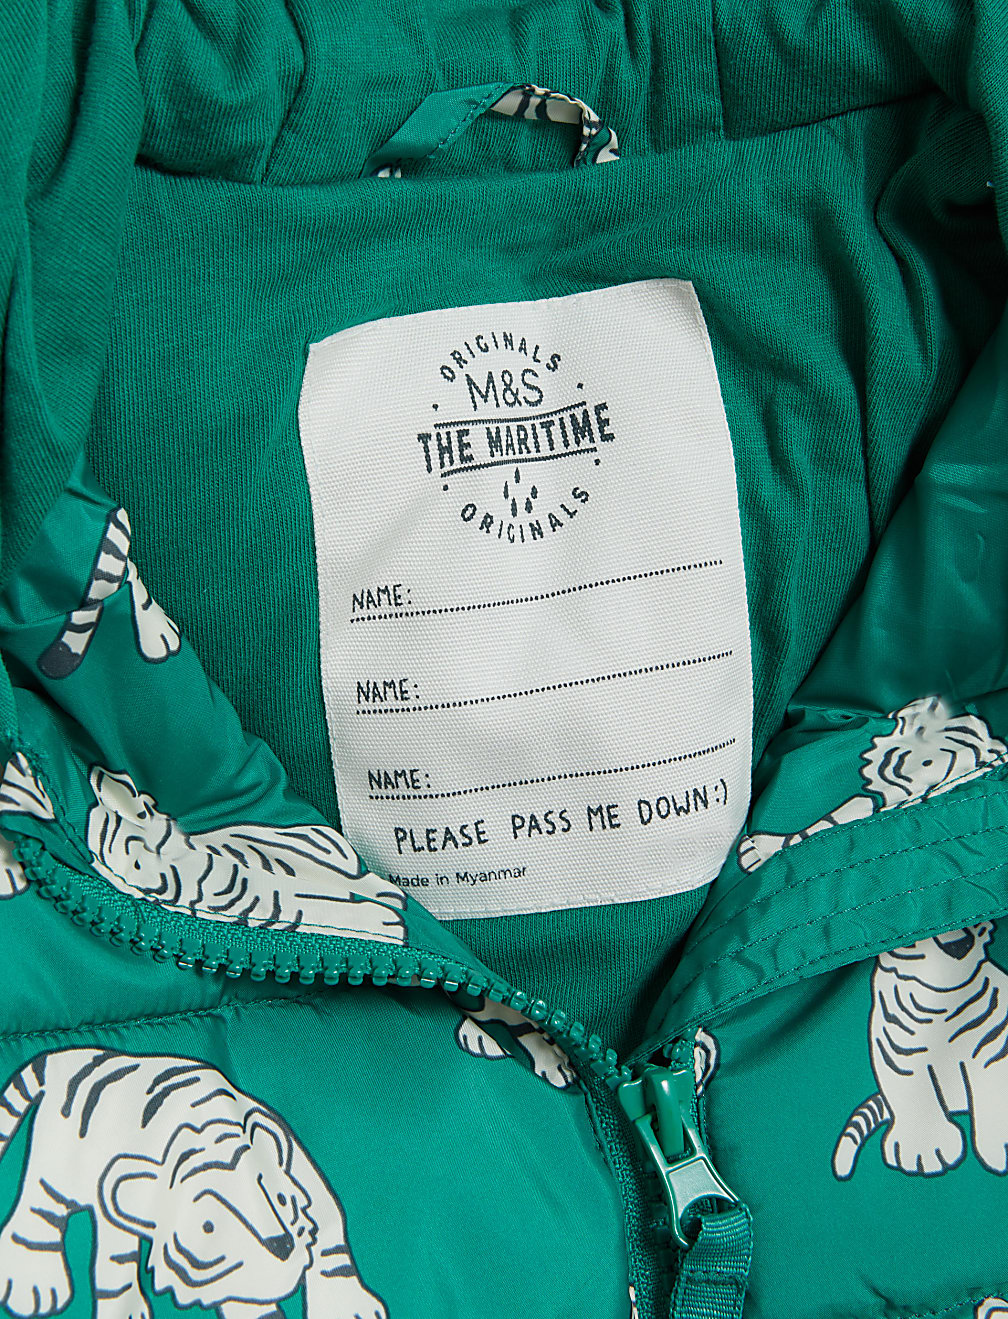 ORIGINALS
M&S
THE MARITIME
ORIGINALS
NAME:
NAME:
NAME:
PLEASE PASS ME DOWN:)
Made in Myanmar